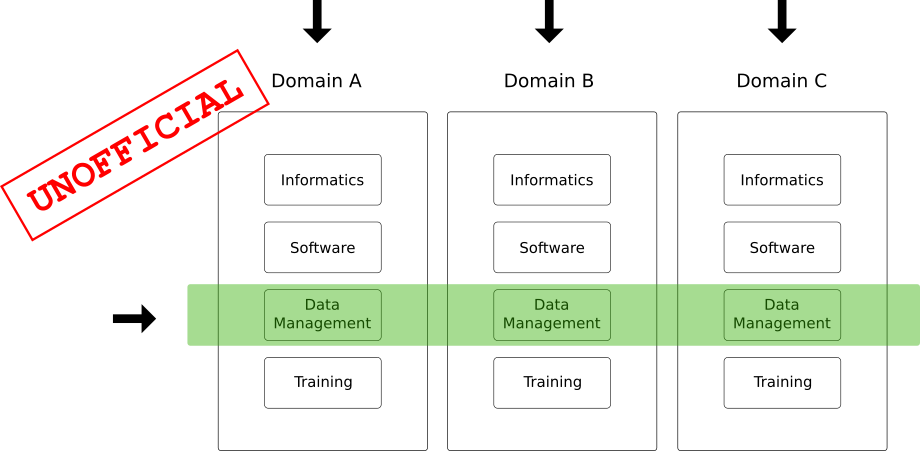 UNOFFICIAL
Domain A
Domain B
Domain C
Informatics
Informatics
Informatics
Software
Software
Software
Data
Management
Data
Management
Data
Management
Training
Training
Training